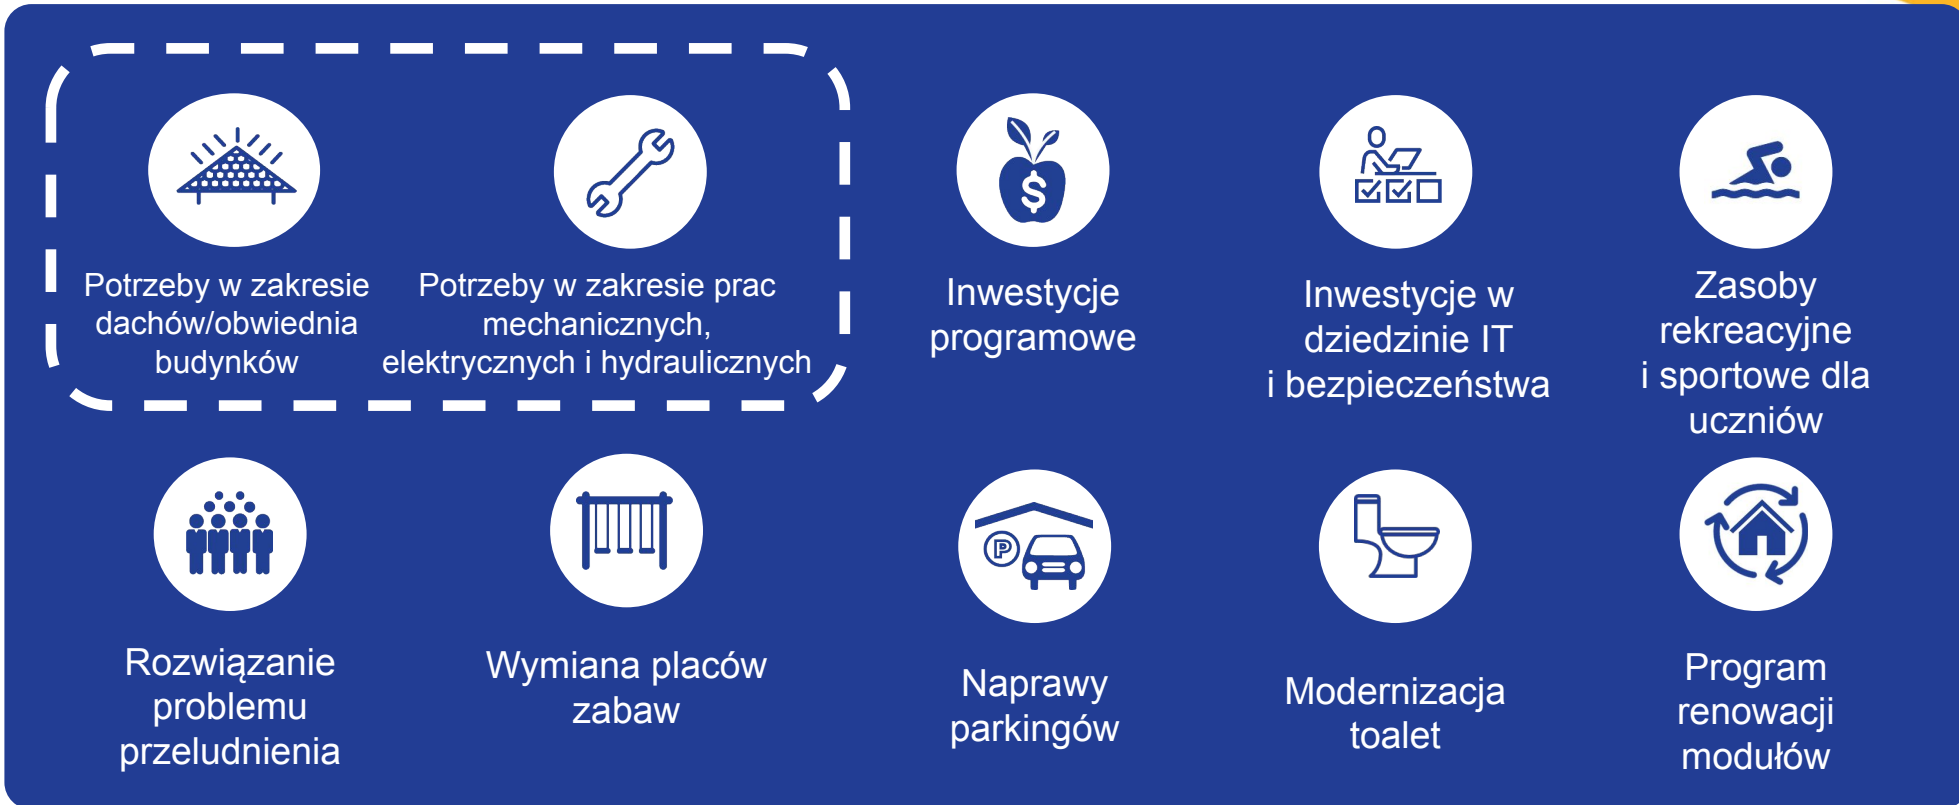 Potrzeby w zakresie
dachów/obwiednia
budynków
Potrzeby w zakresie prac
mechanicznych,
elektrycznych i hydraulicznych
$
Inwestycje
programowe
Inwestycje w
dziedzinie IT
i bezpieczeństwa
Zasoby
rekreacyjne
i sportowe dla
uczniów
Rozwiązanie
problemu
przeludnienia
Wymiana placów
zabaw
P
Naprawy
parkingów
Modernizacja
toalet
Program
renowacji
modułów